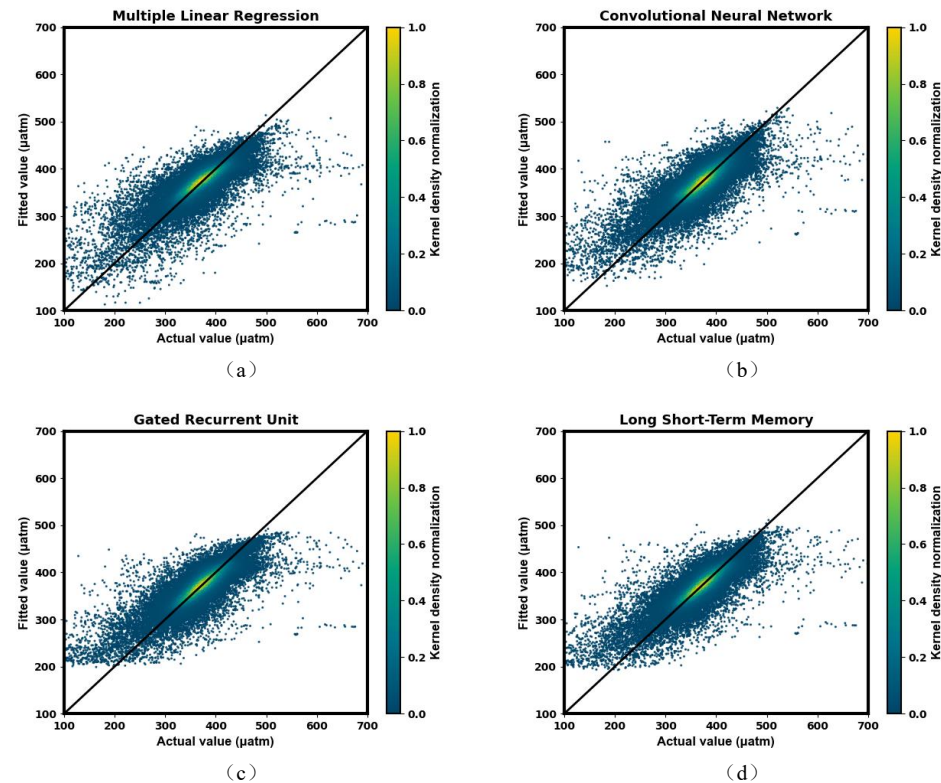 Multiple Linear Regression
700
600
500
400
300
200
100
100 200 300 400 500 600 700
Fitted value (µatm)
Actual value (µatm)
1.0
0.8
0.6
0.4
0.2
0.0
Kernel density normalization
（a）
Convolutional Neural Network
700
600
500
400
300
200
100
100 200 300 400 500 600 700
Fitted value (µatm)
Actual value (µatm)
1.0
0.8
0.6
0.4
0.2
0.0
Kernel density normalization
（b）
Gated Recurrent Unit
700
600
500
400
300
200
100
100 200 300 400 500 600 700
Fitted value (µatm)
Actual value (µatm)
1.0
0.8
0.6
0.4
0.2
0.0
Kernel density normalization
（c）
Long Short-Term Memory
700
600
500
400
300
200
100
100 200 300 400 500 600 700
Fitted value (µatm)
Actual value (µatm)
1.0
0.8
0.6
0.4
0.2
0.0
Kernel density normalization
（d）